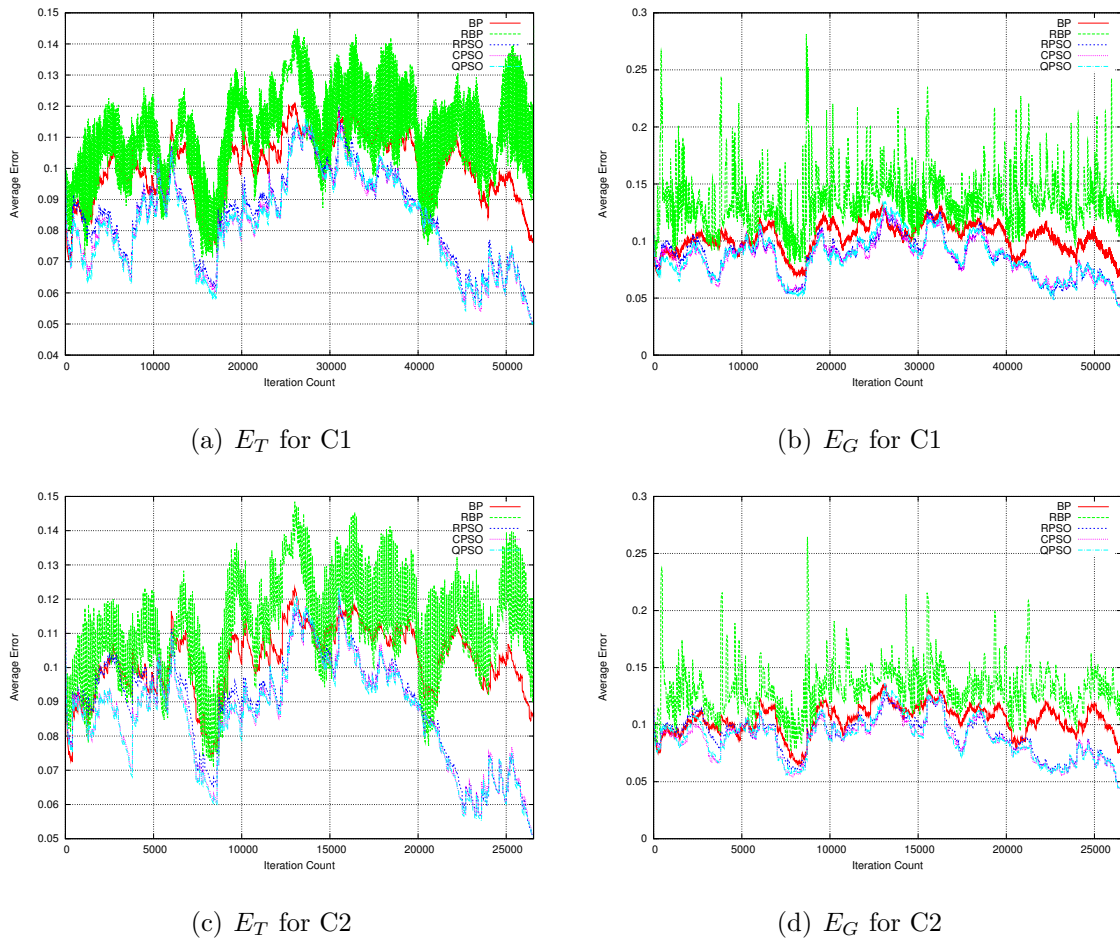 0.15
0.14
0.13
0.12
0.11
0.1
0.09
0.08
0.07
0.06
0.05
0.04
Average Error
BP
RBP
RPSO
CPSO
QPSO
0 10000 20000 30000 40000 50000
Iteration Count
(a) E_T for C1
0.3
0.25
0.2
0.15
0.1
0.05
0
Average Error
BP
RBP
RPSO
CPSO
QPSO
0 10000 20000 30000 40000 50000
Iteration Count
(b) E_G for C1
0.15
0.14
0.13
0.12
0.11
0.1
0.09
0.08
0.07
0.06
0.05
Average Error
BP
RBP
RPSO
CPSO
QPSO
0 5000 10000 15000 20000 25000
Iteration Count
(c) E_T for C2
0.3
0.25
0.2
0.15
0.1
0.05
0
Average Error
BP
RBP
RPSO
CPSO
QPSO
0 5000 10000 15000 20000 25000
Iteration Count
(d) E_G for C2